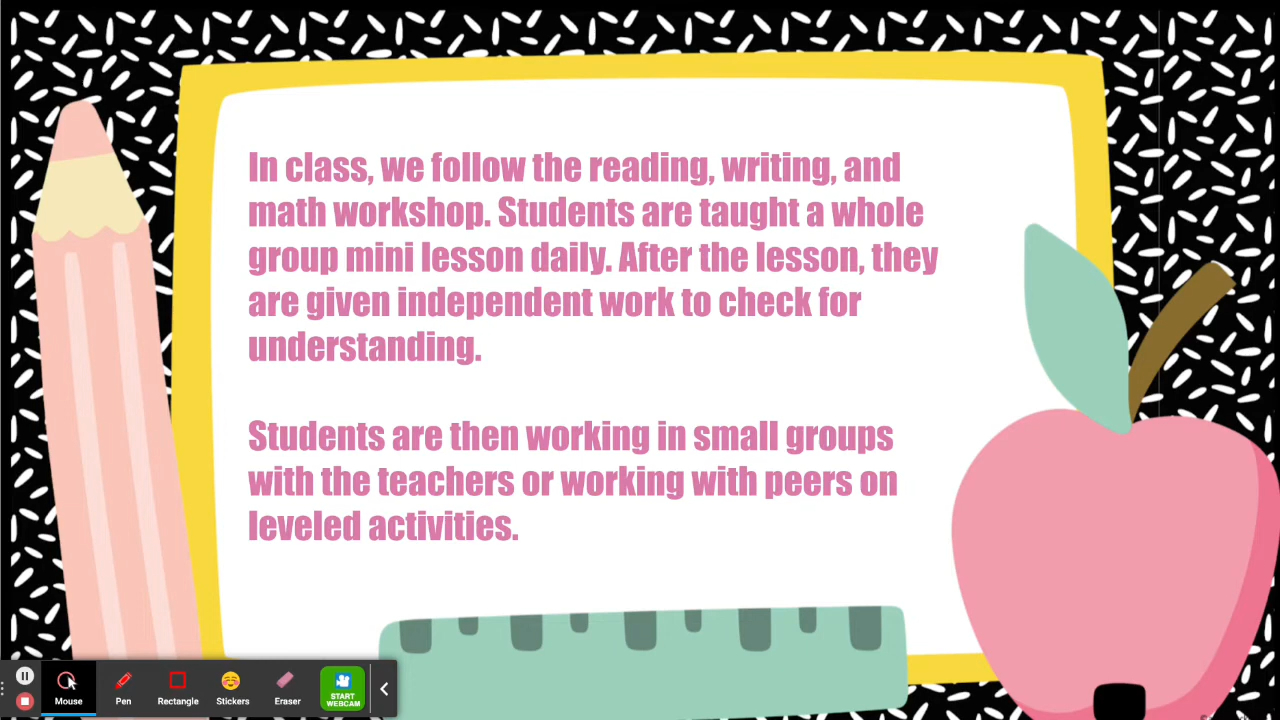 In class, we follow the reading, writing, and
math workshop. Students are taught a whole
group mini lesson daily. After the lesson, they
are given independent work to check for
understanding.
Students are then working in small groups
with the teachers or working with peers on
leveled activities.
Mouse
Pen
Rectangle
Stickers
Eraser
START
WEBCAM